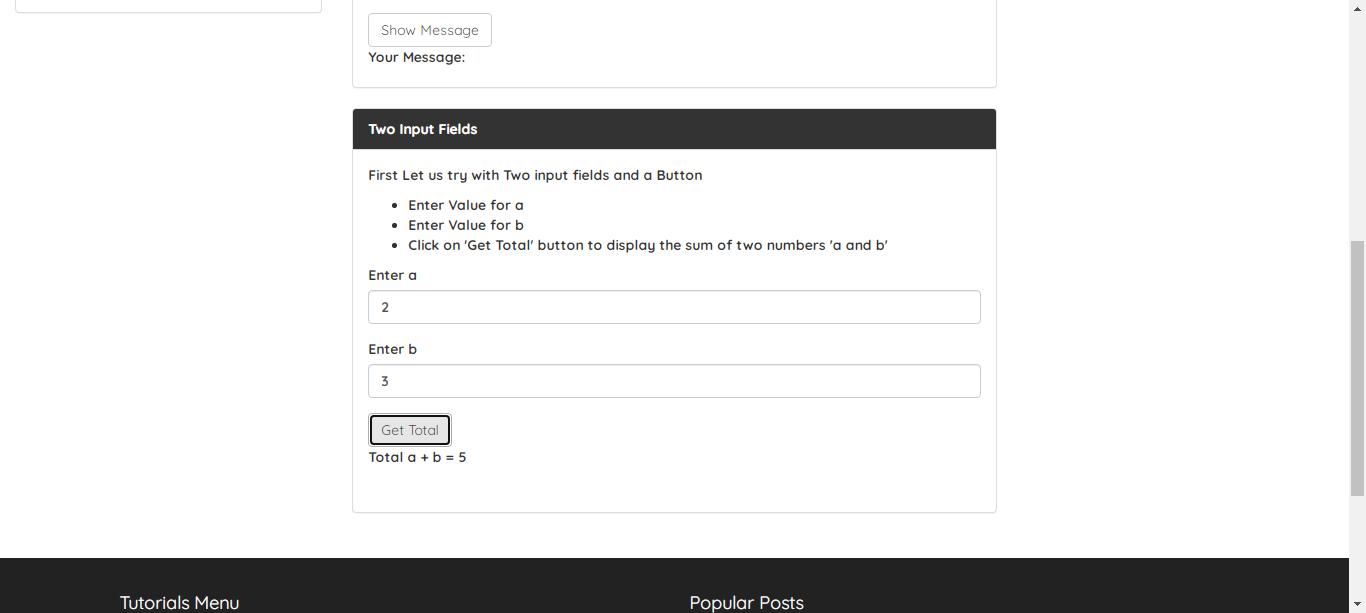 Show Message
Your Message:
Two Input Fields
First Let us try with Two input fields and a Button
Enter Value for a
Enter Value for b
Click on 'Get Total' button to display the sum of two numbers 'a and b'
Enter a
2
Enter b
3
Get Total
Total a + b = 5
Tutorials Menu
Popular Posts